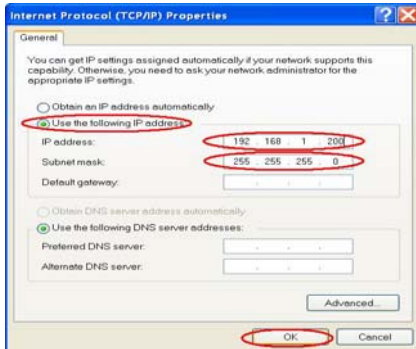 Internet Protocol (TCP/IP) Properties
General
You can get IP settings assigned automatically if your network supports this
capability. Otherwise, you need to ask your network administrator for the
appropriate IP settings.
Obtain an IP address automatically
Use the following IP address:
IP address: 192 . 168 . 1 . 200
Subnet mask: 255 . 255 . 255 . 0
Default gateway: . . .
Obtain DNS server address automatically
Use the following DNS server addresses:
Preferred DNS server: . . .
Alternate DNS server: . . .
Advanced...
OK Cancel